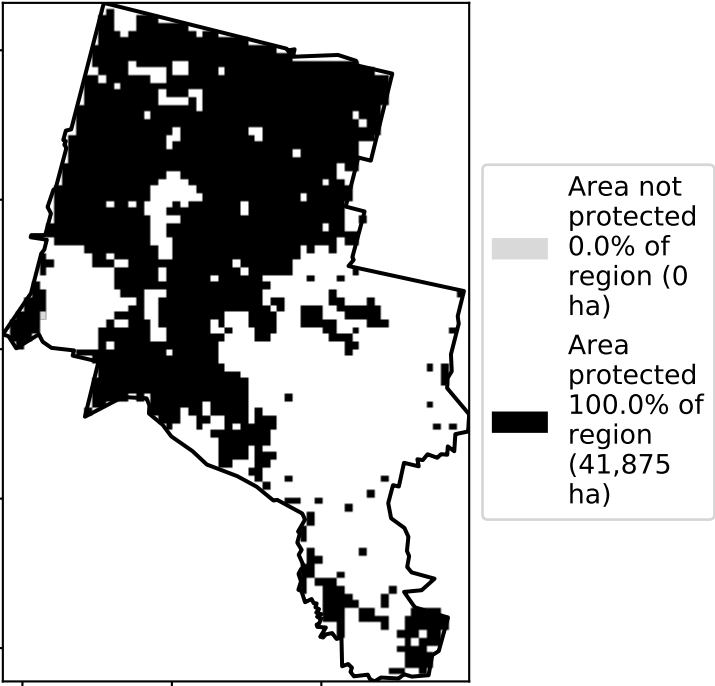 Area not
protected
0.0% of
region (0
ha)
Area
protected
100.0% of
region
(41,875
ha)